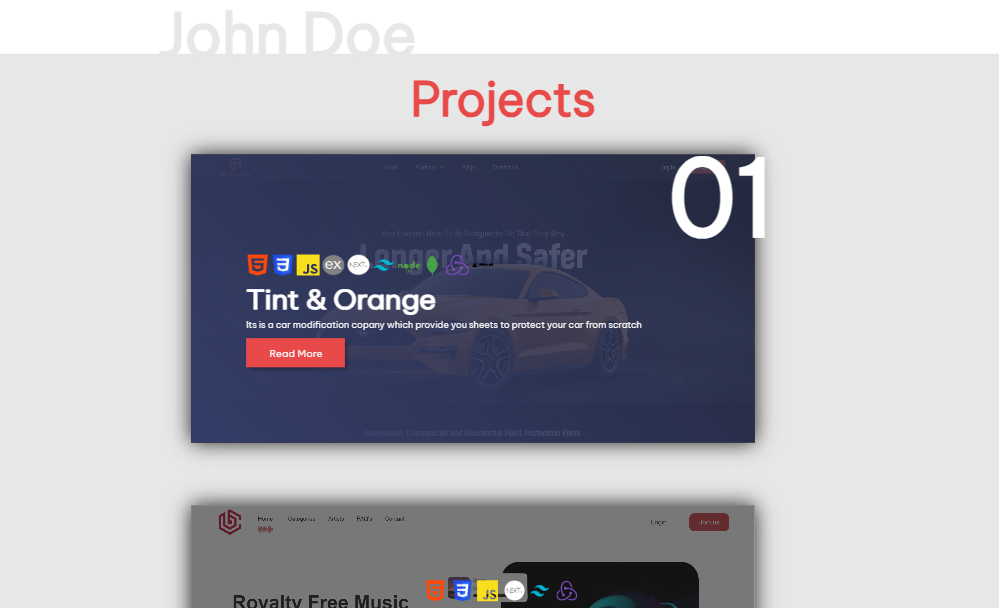 John Doe
Projects
01
Home Products Blogs Contact Us Log In
Your Favorite Need To Be Safeguarded So That They Stay
Longer And Safer
JS ex NEXT node
Tint & Orange
Its is a car modification copany which provide you sheets to protect your car from scratch
Read More
Automotive, Commercial and Residential Paint Protection Films.
Home Categories Artists FAQ's Contact Login Join us
JS NEXT
Royalty Free Music